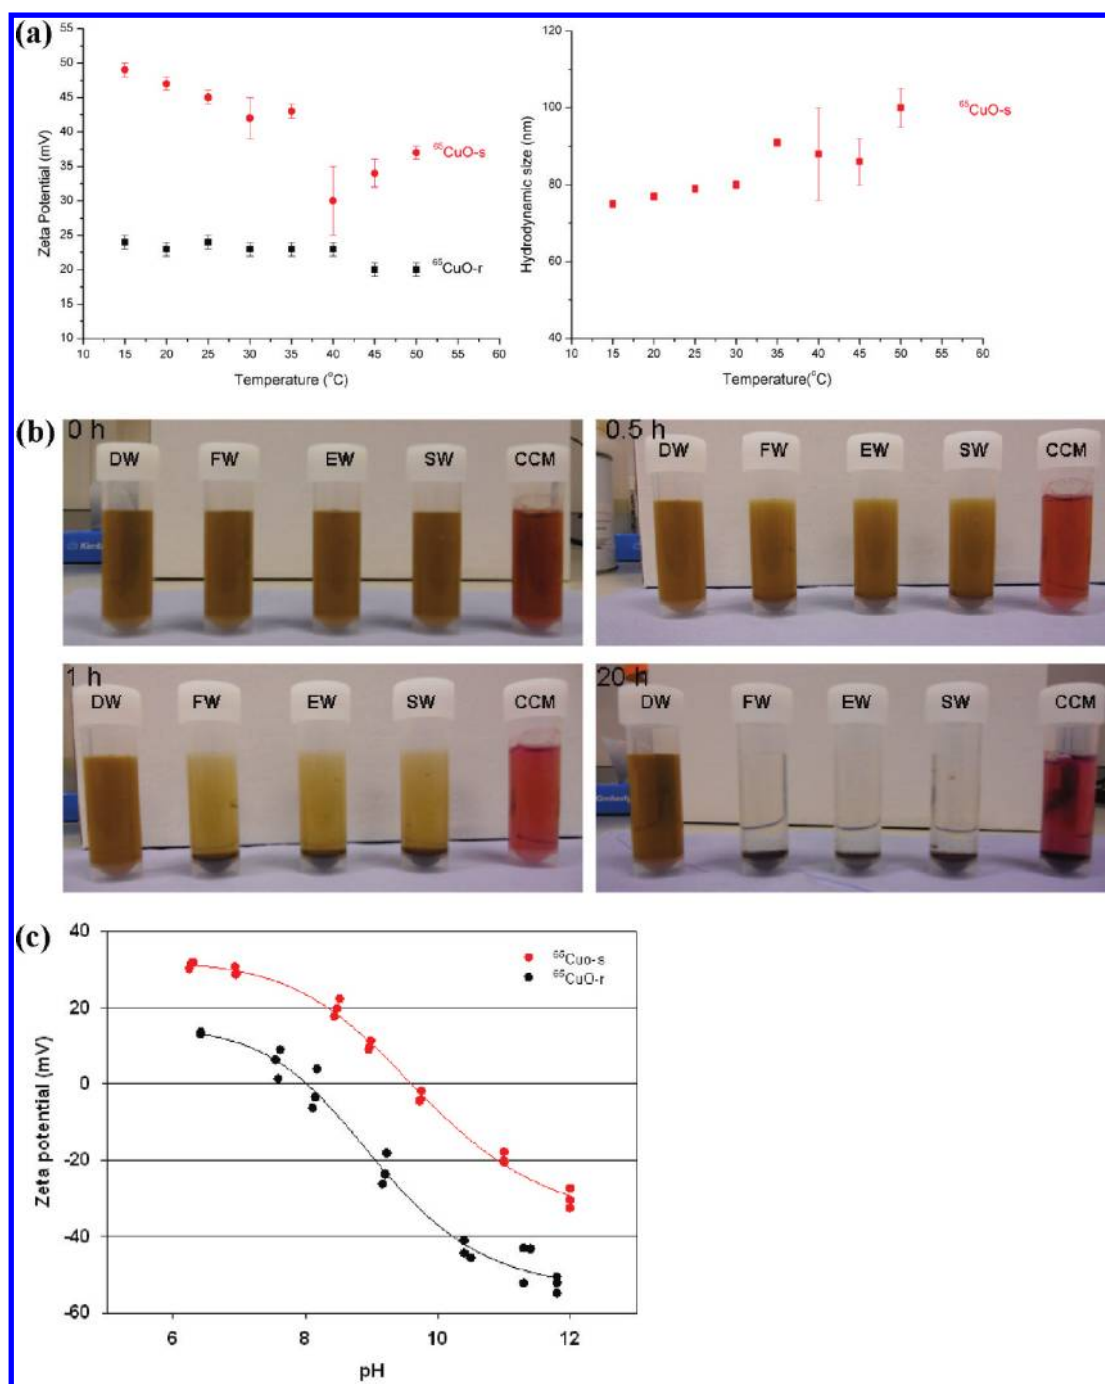 (a)
55
50
45
40
35
30
25
20
15
10
Zeta Potential (mV)
⁶⁵CuO-s
⁶⁵CuO-r
10 15 20 25 30 35 40 45 50 55 60
Temperature (°C)
120
100
80
60
40
Hydrodynamic size (nm)
⁶⁵CuO-s
10 15 20 25 30 35 40 45 50 55 60
Temperature(°C)
(b)
0 h
DW FW EW SW CCM
0.5 h
DW FW EW SW CCM
1 h
DW FW EW SW CCM
20 h
DW FW EW SW CCM
(c)
40
20
0
-20
-40
-60
Zeta potential (mV)
⁶⁵Cuo-s
⁶⁵CuO-r
6 8 10 12
pH